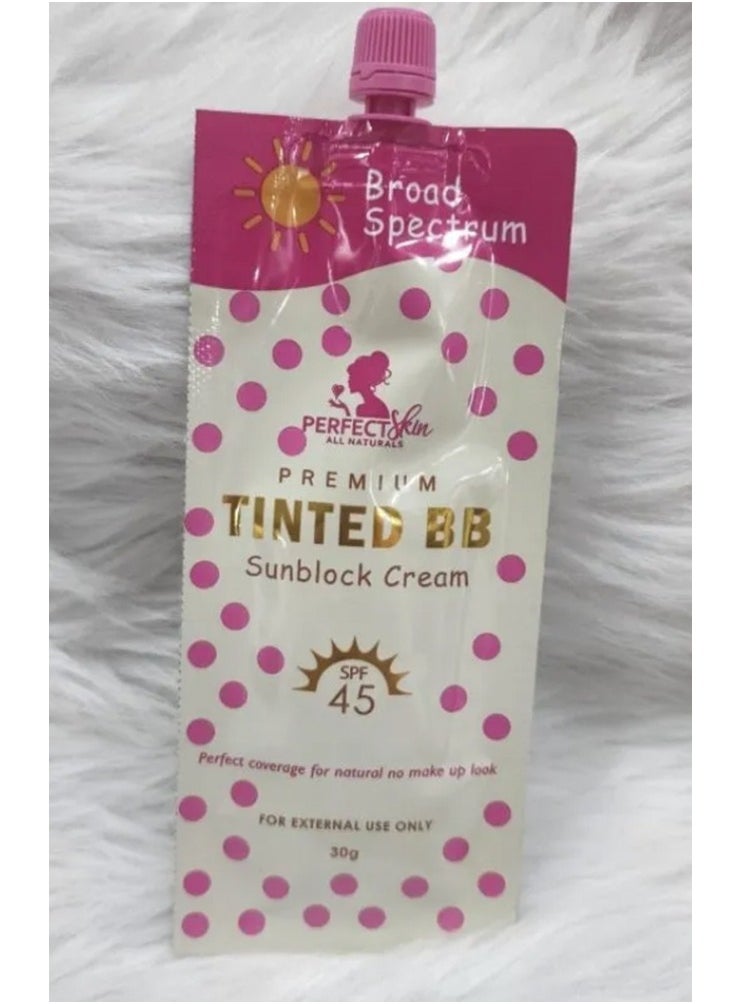 Broad
Spectrum
PERFECT Skin
ALL NATURALS
PREMIUM
TINTED BB
Sunblock Cream
SPF
45
Perfect coverage for natural no make up look
FOR EXTERNAL USE ONLY
30g